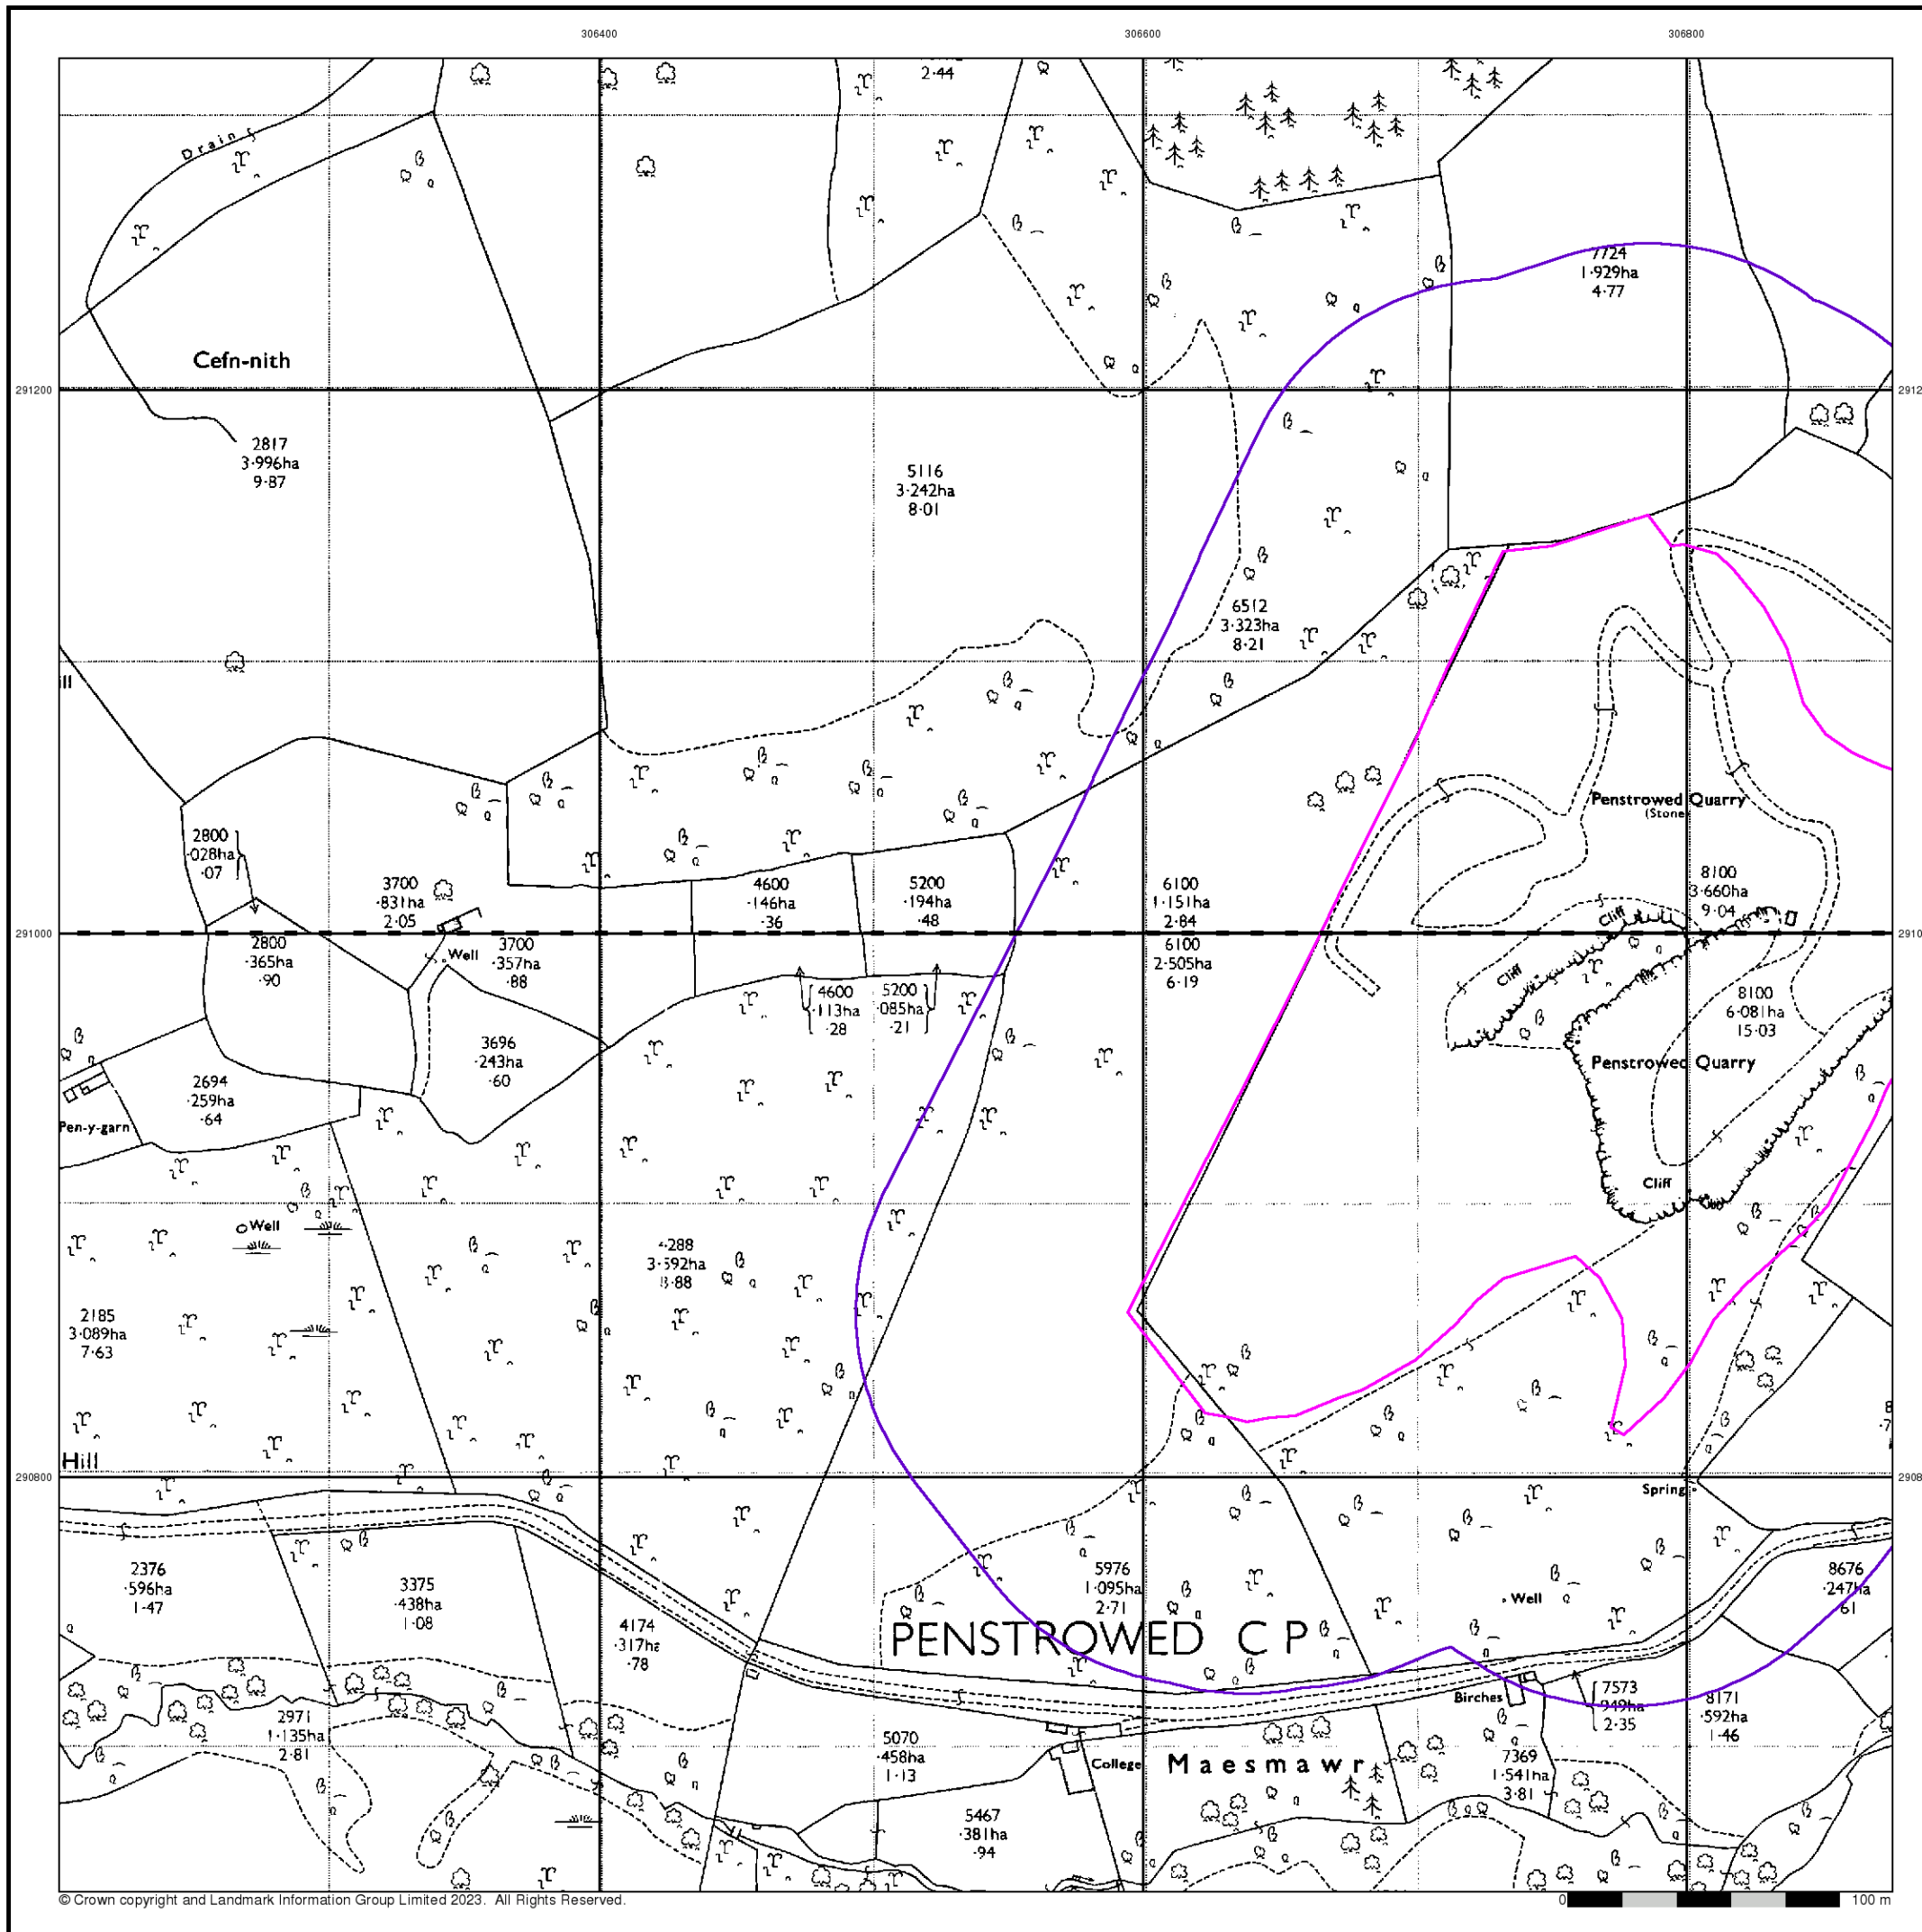 306400
306600
306800
2·44
Drain
7724
1·929ha
4·77
Cefn-nith
291200
2912
2817
3·996ha
9·87
5116
3·242ha
8·01
6512
3·323ha
8·21
ill
Penstrowed Quarry
(Stone)
2800
·028ha
·07
3700
·831ha
2·05
4600
·146ha
·36
5200
·194ha
·48
6100
1·151ha
2·84
8100
3·660ha
9·04
Cliff
291000
2910
2800
·365ha
·90
Well
3700
·357ha
·88
6100
2·505ha
6·19
Cliff
4600
·113ha
·28
5200
·085ha
·21
8100
6·081ha
15·03
3696
·243ha
·60
Penstrowed Quarry
2694
·259ha
·64
Pen-y-garn
Cliff
Well
4288
3·592ha
8·88
2185
3·089ha
7·63
8
·7
Hill
290800
2908
Spring
2376
·596ha
1·47
3375
·438ha
1·08
5976
1·095ha
2·71
8676
·247ha
·61
Well
4174
·317ha
·78
PENSTROWED C P
Birches
7573
·949ha
2·35
8171
·592ha
1·46
2971
1·135ha
2·81
5070
·458ha
1·13
College
Maesmawr
7369
1·541ha
3·81
5467
·381ha
·94
© Crown copyright and Landmark Information Group Limited 2023. All Rights Reserved.
0
100 m